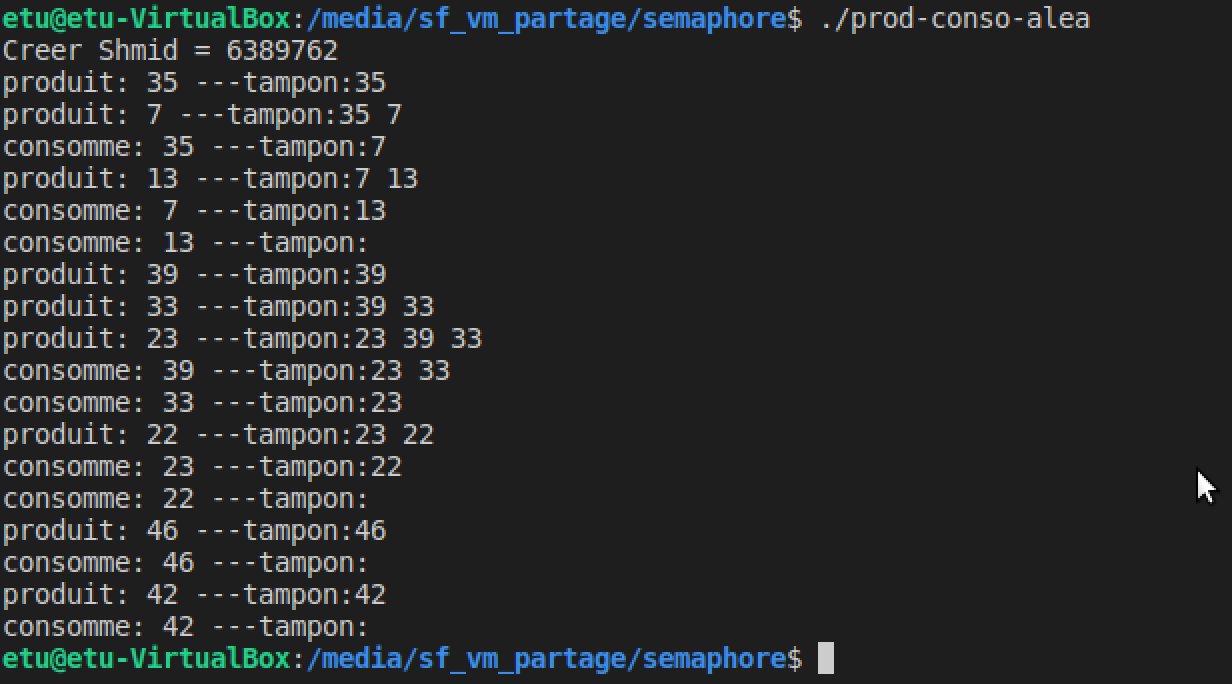 etu@etu-VirtualBox:/media/sf_vm_partage/semaphore$ ./prod-conso-alea
Creer Shmid = 6389762
produit: 35 ---tampon:35
produit: 7 ---tampon:35 7
consomme: 35 ---tampon:7
produit: 13 ---tampon:7 13
consomme: 7 ---tampon:13
consomme: 13 ---tampon:
produit: 39 ---tampon:39
produit: 33 ---tampon:39 33
produit: 23 ---tampon:23 39 33
consomme: 39 ---tampon:23 33
consomme: 33 ---tampon:23
produit: 22 ---tampon:23 22
consomme: 23 ---tampon:22
consomme: 22 ---tampon:
produit: 46 ---tampon:46
consomme: 46 ---tampon:
produit: 42 ---tampon:42
consomme: 42 ---tampon:
etu@etu-VirtualBox:/media/sf_vm_partage/semaphore$